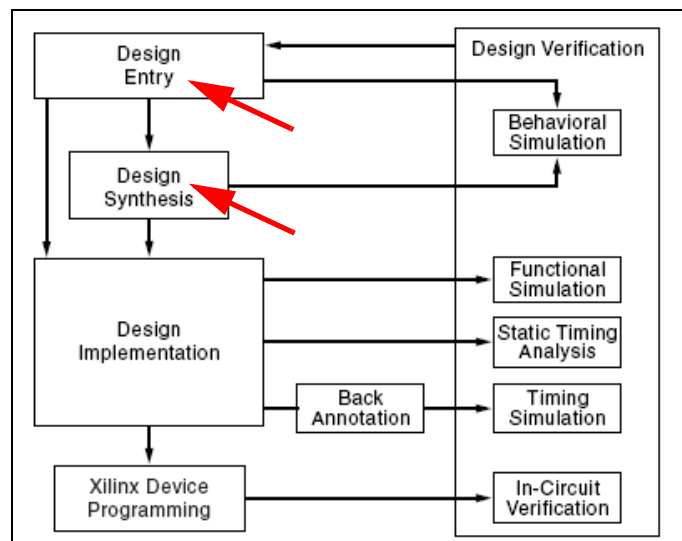 Design
Entry
Design Verification
Behavioral
Simulation
Design
Synthesis
Functional
Simulation
Design
Implementation
Static Timing
Analysis
Back
Annotation
Timing
Simulation
Xilinx Device
Programming
In-Circuit
Verification